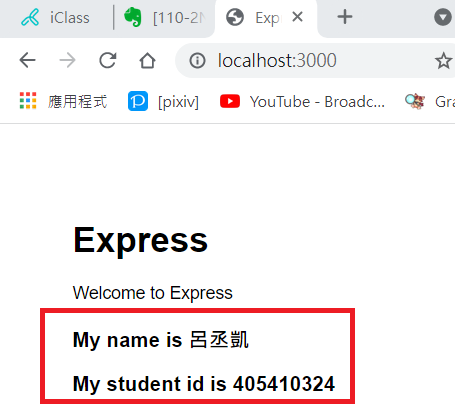 iClass
[110-2N
Exp
localhost:3000
應用程式
[pixiv]
YouTube - Broadc...
Gra
Express
Welcome to Express
My name is 呂丞凱
My student id is 405410324